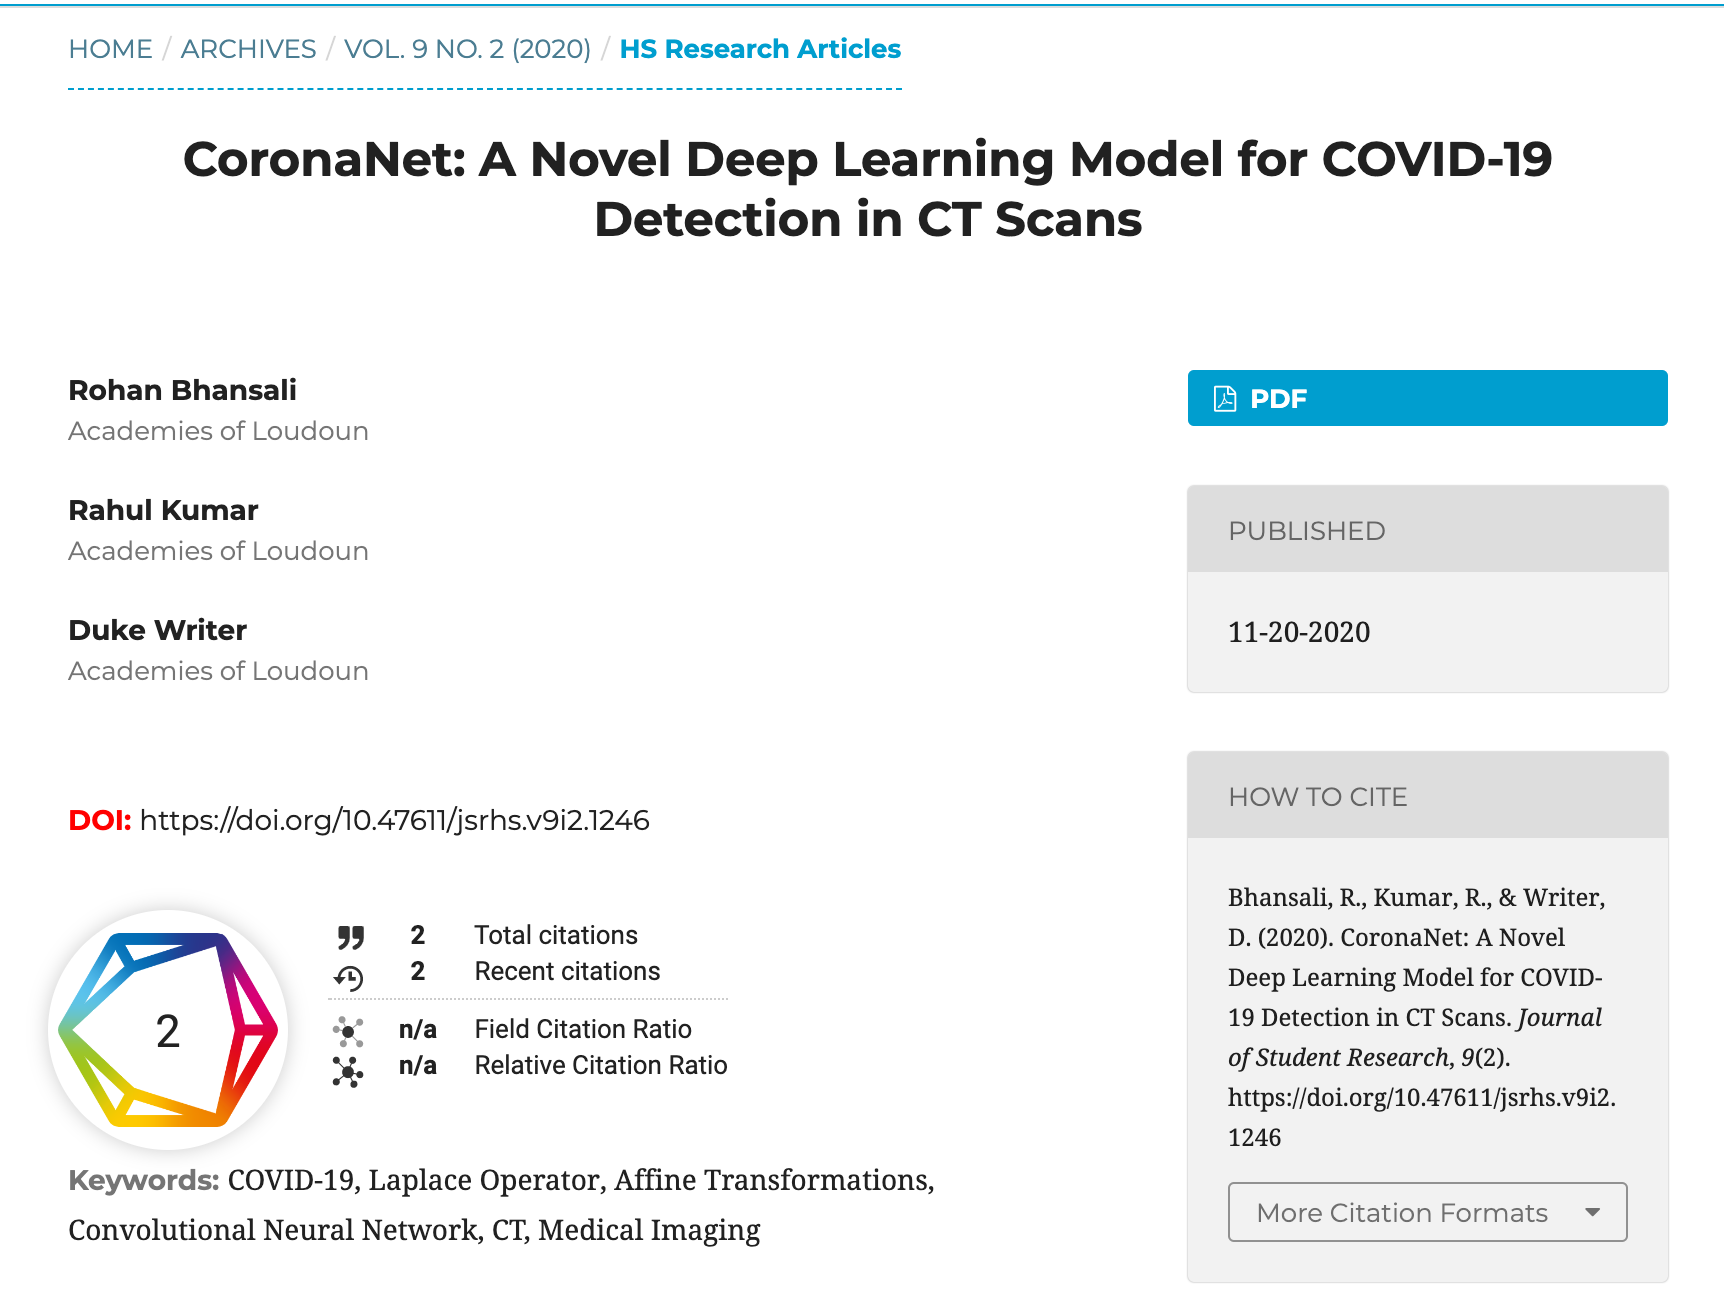 HOME / ARCHIVES / VOL. 9 NO. 2 (2020) / HS Research Articles
CoronaNet: A Novel Deep Learning Model for COVID-19
Detection in CT Scans
Rohan Bhansali
Academies of Loudoun
Rahul Kumar
Academies of Loudoun
Duke Writer
Academies of Loudoun
DOI: https://doi.org/10.47611/jsrhs.v9i2.1246
2
2 Total citations
2 Recent citations
n/a Field Citation Ratio
n/a Relative Citation Ratio
Keywords: COVID-19, Laplace Operator, Affine Transformations,
Convolutional Neural Network, CT, Medical Imaging
PDF
PUBLISHED
11-20-2020
HOW TO CITE
Bhansali, R., Kumar, R., & Writer,
D. (2020). CoronaNet: A Novel
Deep Learning Model for COVID-
19 Detection in CT Scans. Journal
of Student Research, 9(2).
https://doi.org/10.47611/jsrhs.v9i2.
1246
More Citation Formats